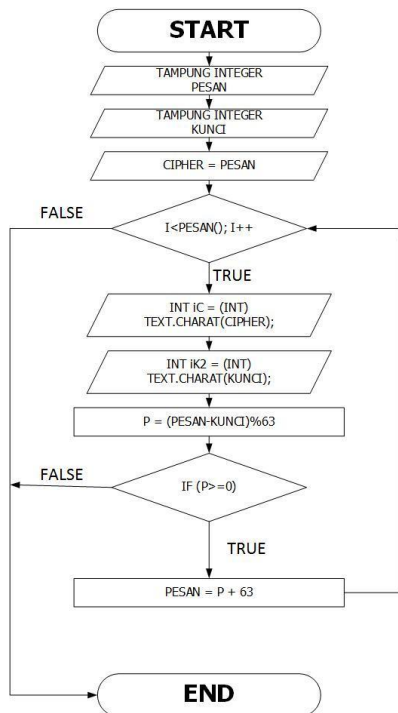 START
TAMPUNG INTEGER
PESAN
TAMPUNG INTEGER
KUNCI
CIPHER = PESAN
FALSE
I<PESAN(); I++
TRUE
INT iC = (INT)
TEXT.CHARAT(CIPHER);
INT iK2 = (INT)
TEXT.CHARAT(KUNCI);
P = (PESAN-KUNCI)%63
FALSE
IF (P>=0)
TRUE
PESAN = P + 63
END